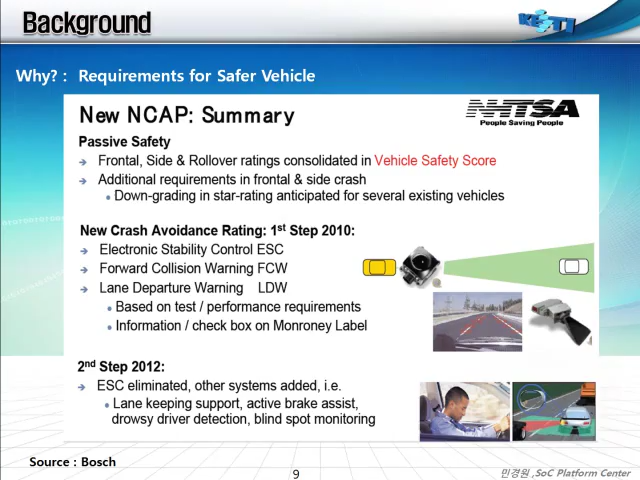 Background
KETI
Why? : Requirements for Safer Vehicle
New NCAP: Summary
NHTSA
People Saving People
Passive Safety
Frontal, Side & Rollover ratings consolidated in Vehicle Safety Score
Additional requirements in frontal & side crash
Down-grading in star-rating anticipated for several existing vehicles
New Crash Avoidance Rating: 1st Step 2010:
Electronic Stability Control ESC
Forward Collision Warning FCW
Lane Departure Warning LDW
Based on test / performance requirements
Information / check box on Monroney Label
2nd Step 2012:
ESC eliminated, other systems added, i.e.
Lane keeping support, active brake assist,
drowsy driver detection, blind spot monitoring
Source : Bosch
9
민경원 ,SoC Platform Center